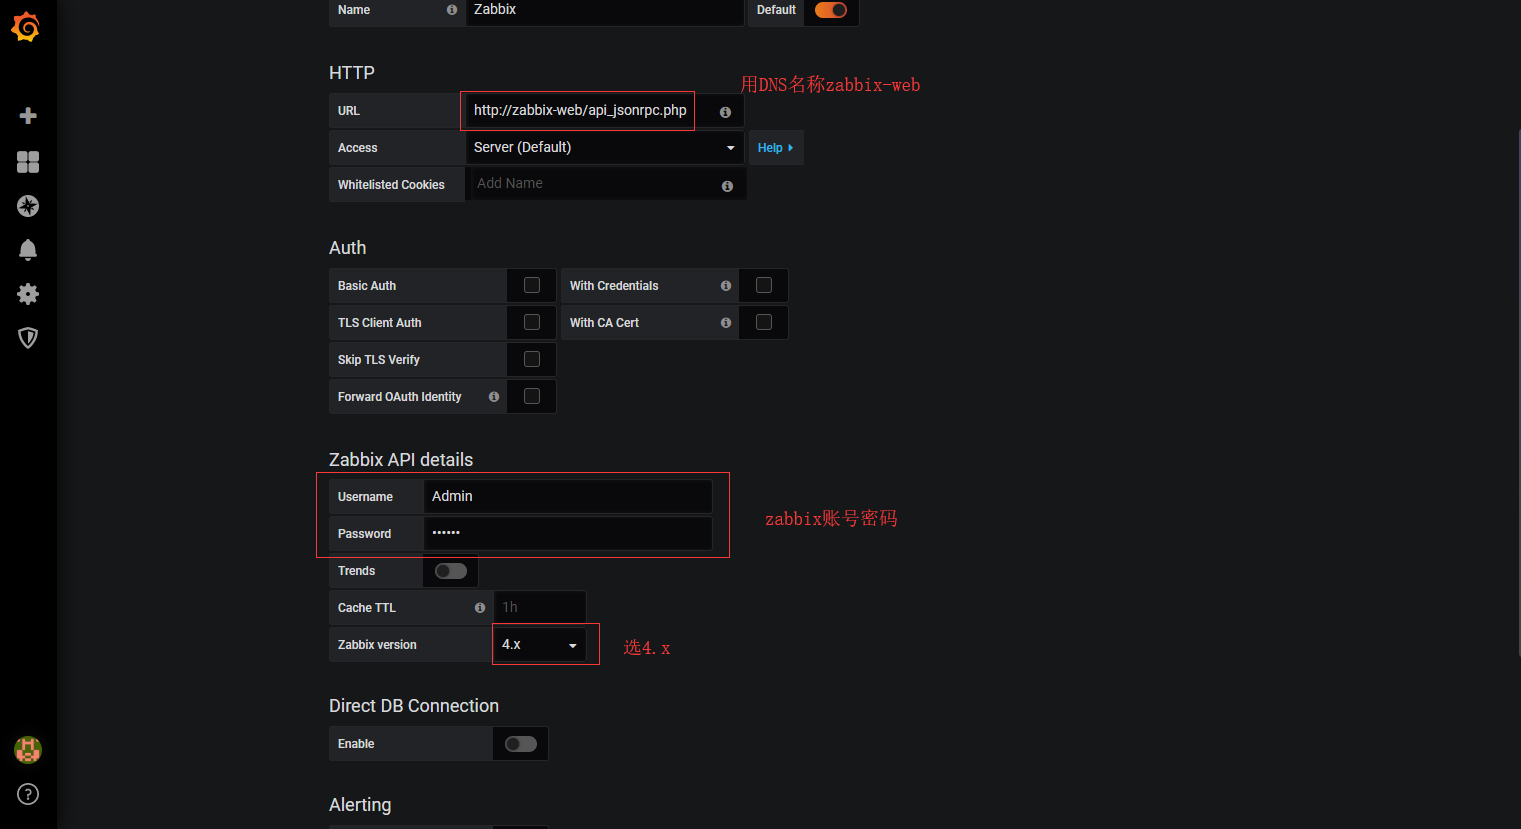 Name Zabbix Default
HTTP
用DNS名称zabbix-web
URL http://zabbix-web/api_jsonrpc.php
Access Server (Default) Help
Whitelisted Cookies Add Name
Auth
Basic Auth With Credentials
TLS Client Auth With CA Cert
Skip TLS Verify
Forward OAuth Identity
Zabbix API details
Username Admin
zabbix账号密码
Password ••••••
Trends
Cache TTL 1h
Zabbix version 4.x
选4.x
Direct DB Connection
Enable
Alerting